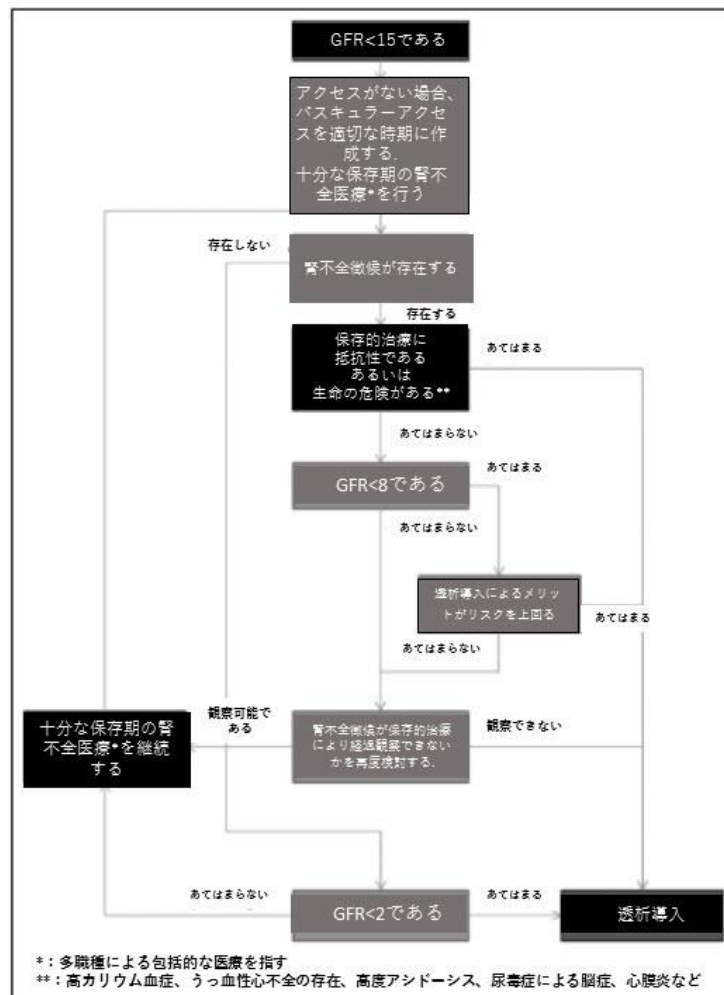 GFR<15である
アクセスがない場合、
バスキュラーアクセ
スを適切な時期に作
成する.
十分な保存期の腎不
全医療*を行う
存在しない
腎不全徴候が存在する
存在する
保存的治療に
抵抗性である
あるいは
生命の危険がある**
あてはまる
あてはまらない
GFR<8である
あてはまる
あてはまらない
透析導入によるメリッ
トがリスクを上回る
あてはまる
あてはまらない
十分な保存期の腎
不全医療*を継続
する
観察可能で
ある
腎不全徴候が保存的治療
により経過観察できない
かを再度検討する.
観察できない
あてはまらない
GFR<2である
あてはまる
透析導入
*：多職種による包括的な医療を指す
**：高カリウム血症、うっ血性心不全の存在、高度アシドーシス、尿毒症による脳症、心膜炎など